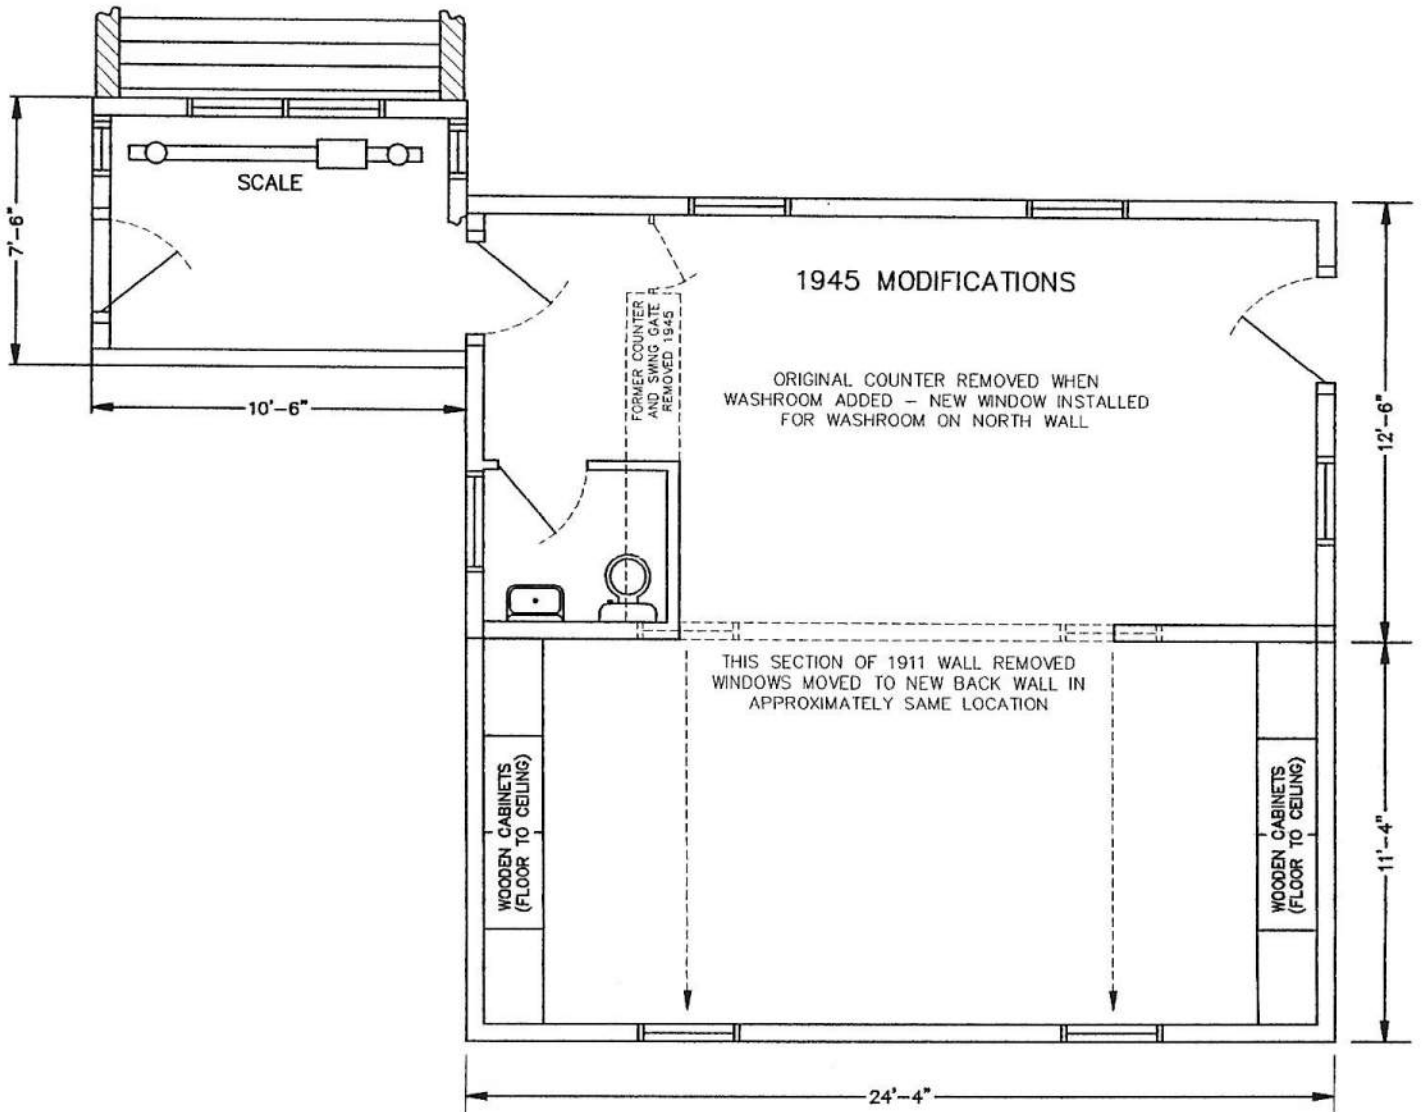 SCALE
7'-6"
10'-6"
1945 MODIFICATIONS
FORMER COUNTER
AND SWING GATE
REMOVED 1945
ORIGINAL COUNTER REMOVED WHEN
WASHROOM ADDED – NEW WINDOW INSTALLED
FOR WASHROOM ON NORTH WALL
12'-6"
THIS SECTION OF 1911 WALL REMOVED
WINDOWS MOVED TO NEW BACK WALL IN
APPROXIMATELY SAME LOCATION
WOODEN CABINETS
(FLOOR TO CEILING)
WOODEN CABINETS
(FLOOR TO CEILING)
11'-4"
24'-4"